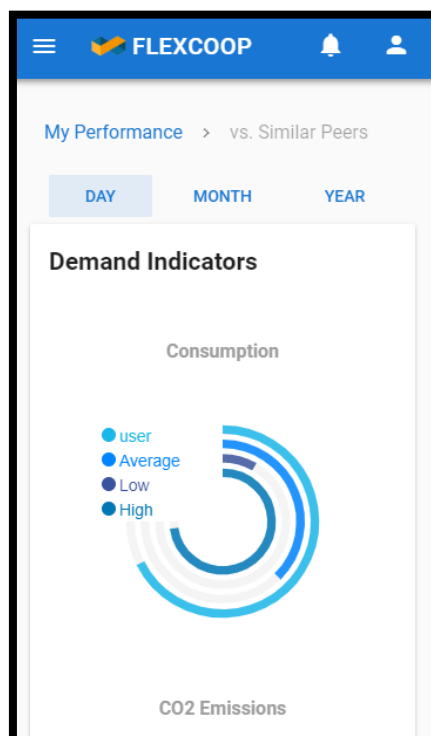 FLEXCOOP
My Performance > vs. Similar Peers
DAY MONTH YEAR
Demand Indicators
Consumption
user
Average
Low
High
CO2 Emissions